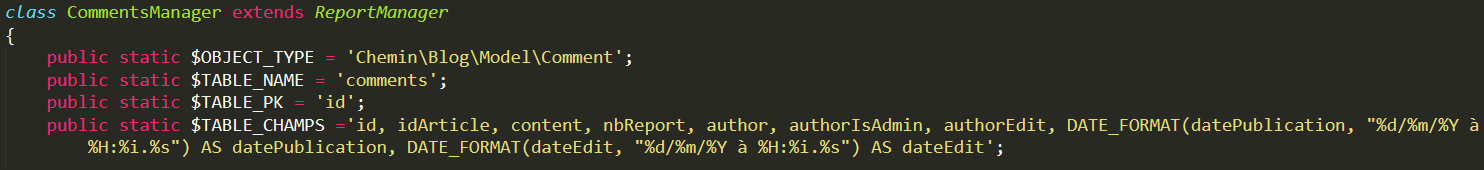 class CommentsManager extends ReportManager
{
public static $OBJECT_TYPE = 'Chemin\Blog\Model\Comment';
public static $TABLE_NAME = 'comments';
public static $TABLE_PK = 'id';
public static $TABLE_CHAMPS ='id, idArticle, content, nbReport, author, authorIsAdmin, authorEdit, DATE_FORMAT(datePublication, "%d/%m/%Y à
%H:%i.%s") AS datePublication, DATE_FORMAT(dateEdit, "%d/%m/%Y à %H:%i.%s") AS dateEdit';